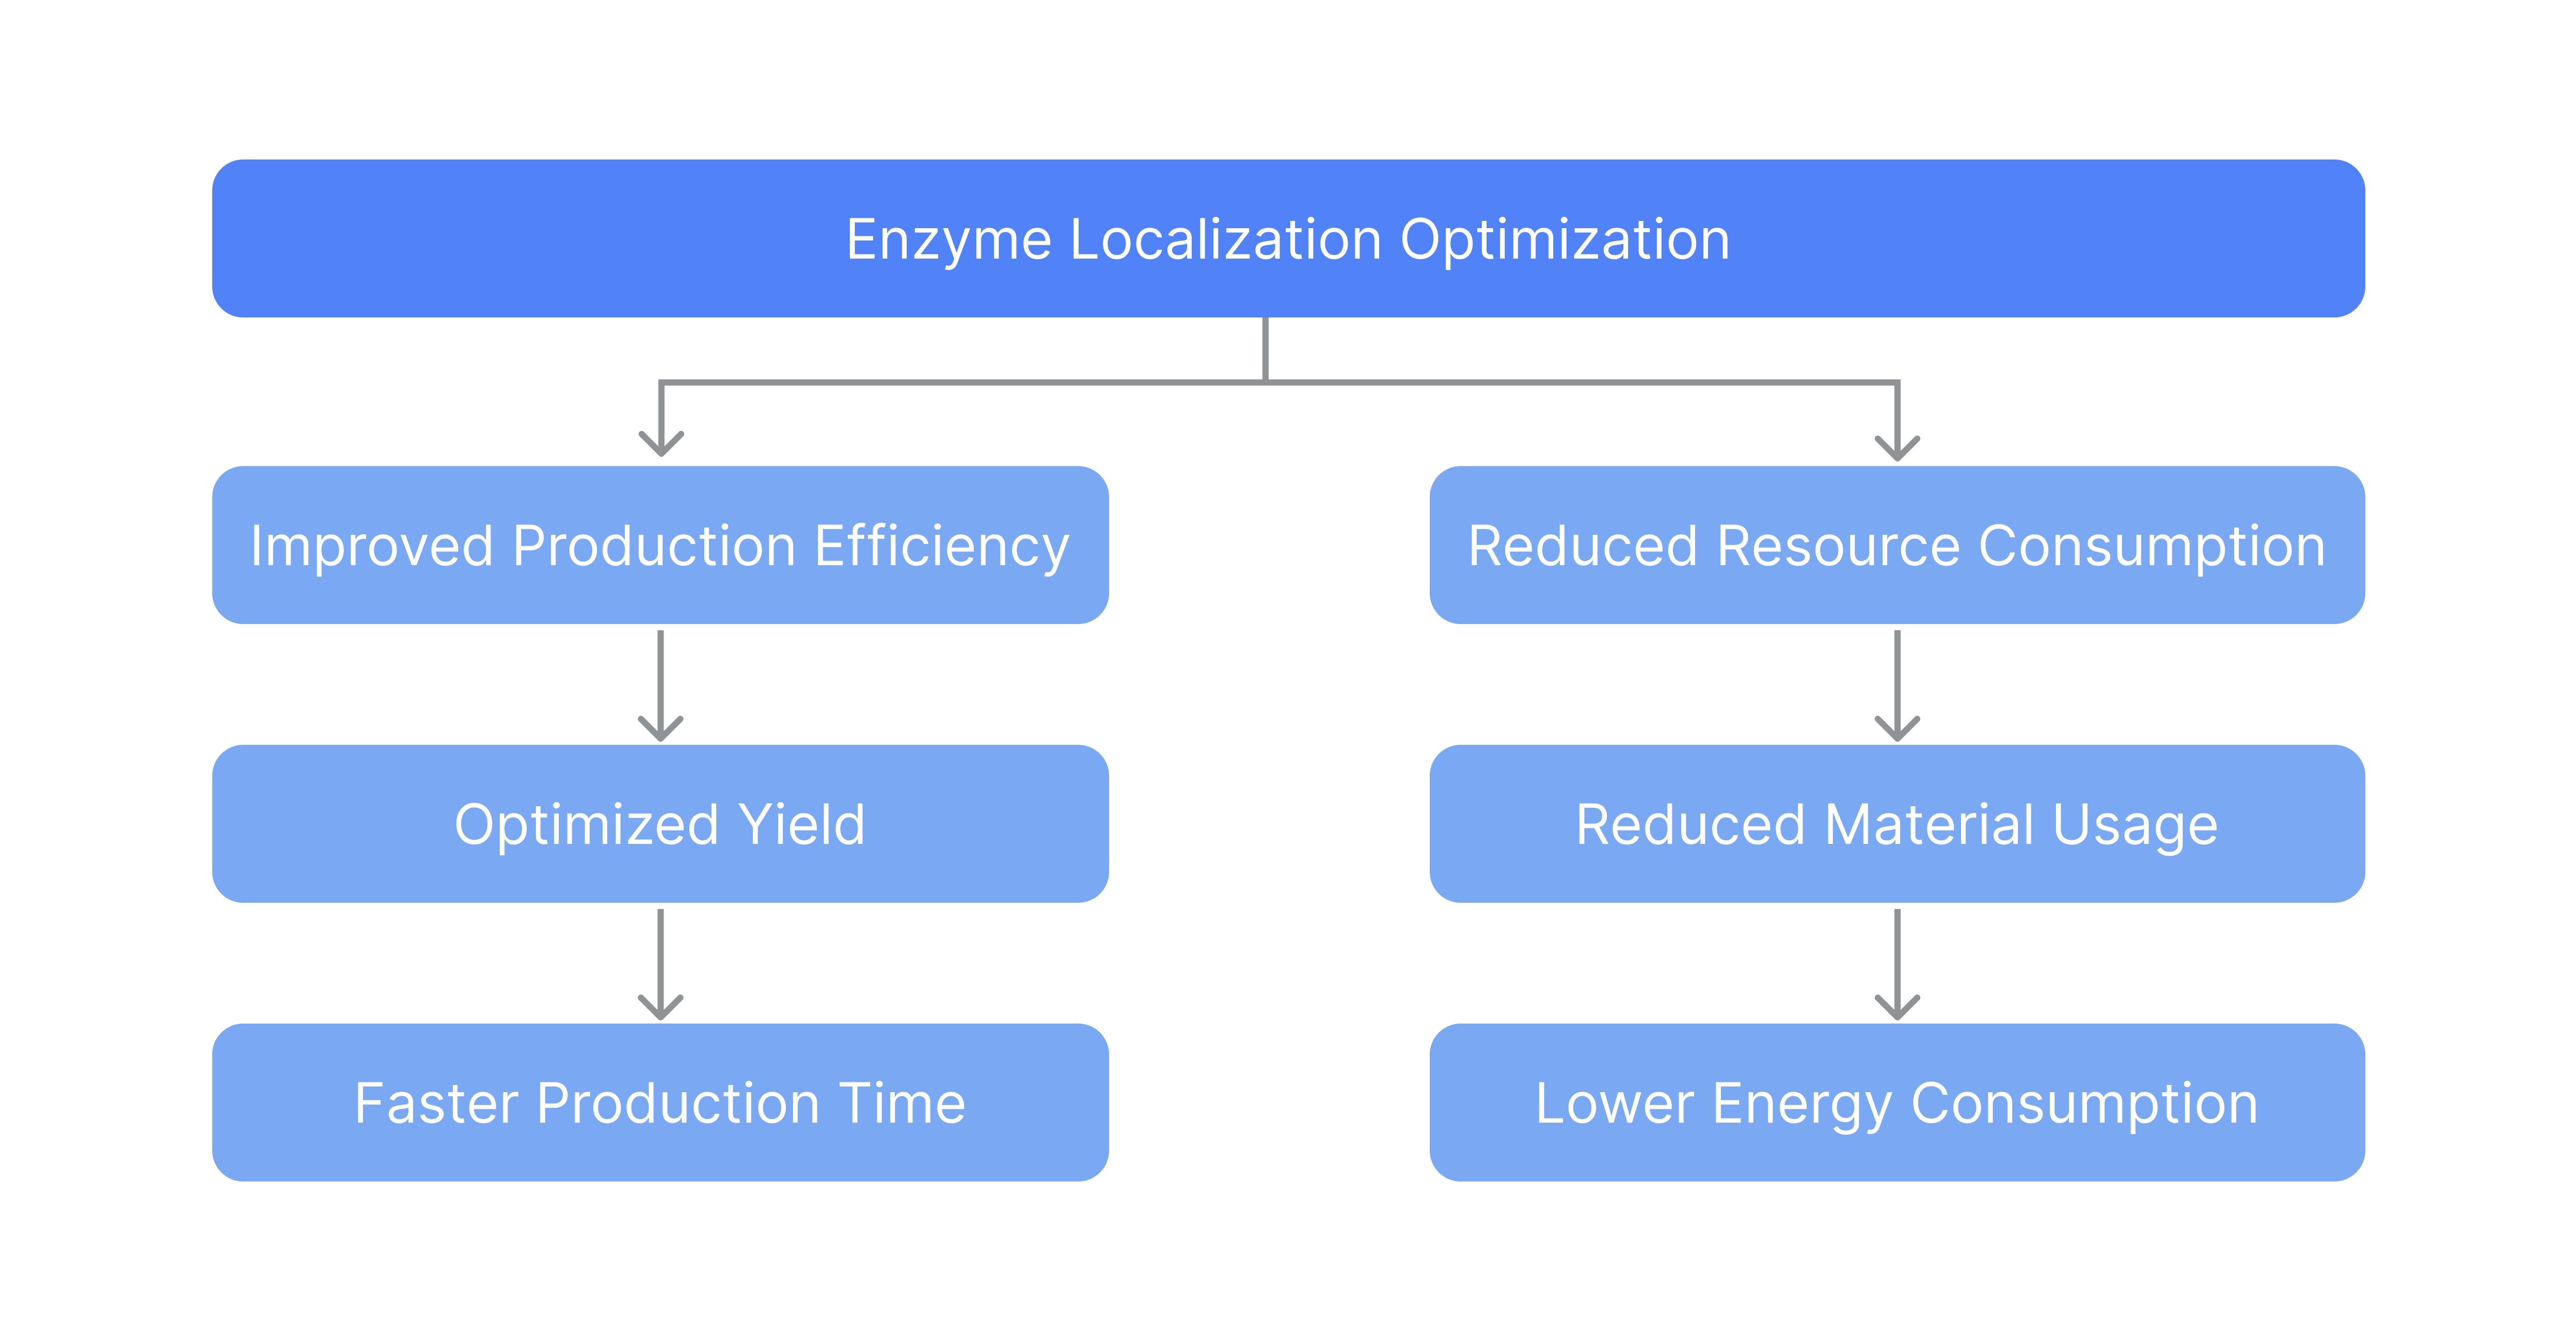 Enzyme Localization Optimization
Improved Production Efficiency
Reduced Resource Consumption
Optimized Yield
Reduced Material Usage
Faster Production Time
Lower Energy Consumption